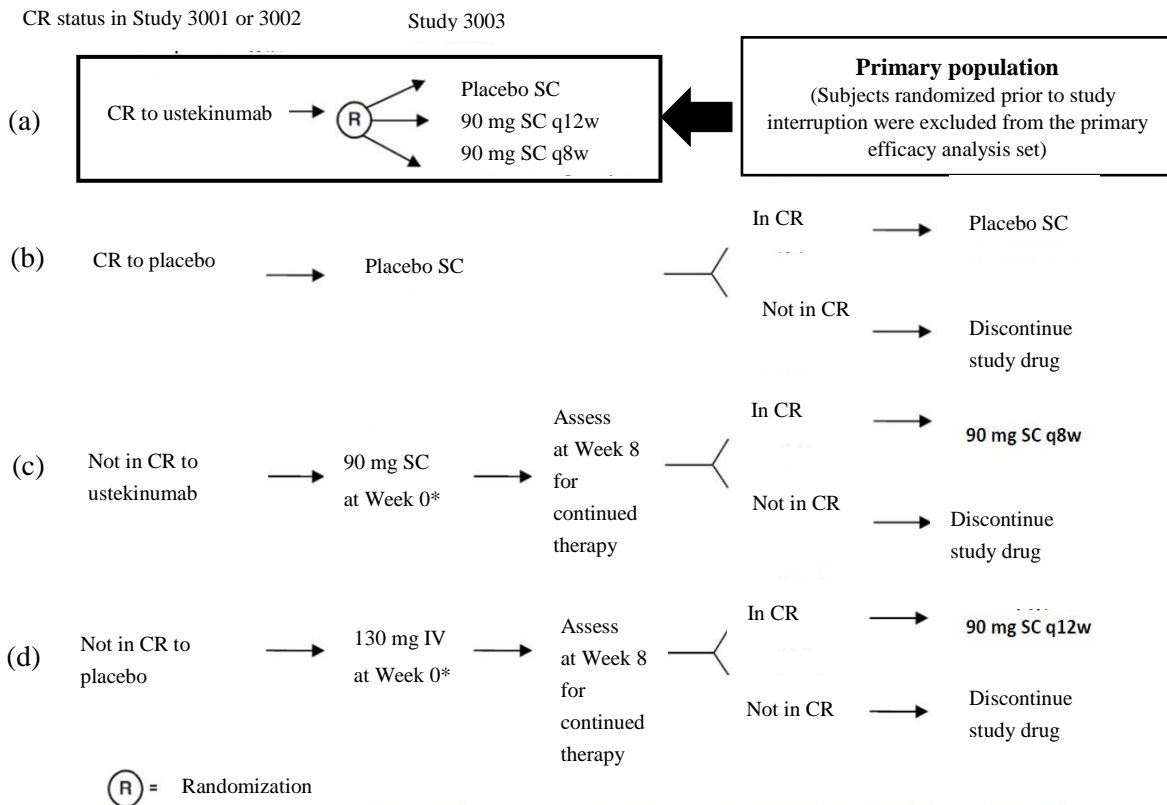 CR status in Study 3001 or 3002
Study 3003
(a)
CR to ustekinumab
R
Placebo SC
90 mg SC q12w
90 mg SC q8w
Primary population
(Subjects randomized prior to study
interruption were excluded from the primary
efficacy analysis set)
(b)
CR to placebo
Placebo SC
In CR
Placebo SC
Not in CR
Discontinue
study drug
(c)
Not in CR to
ustekinumab
90 mg SC
at Week 0*
Assess
at Week 8
for
continued
therapy
In CR
90 mg SC q8w
Not in CR
Discontinue
study drug
(d)
Not in CR to
placebo
130 mg IV
at Week 0*
Assess
at Week 8
for
continued
therapy
In CR
90 mg SC q12w
Not in CR
Discontinue
study drug
R = Randomization